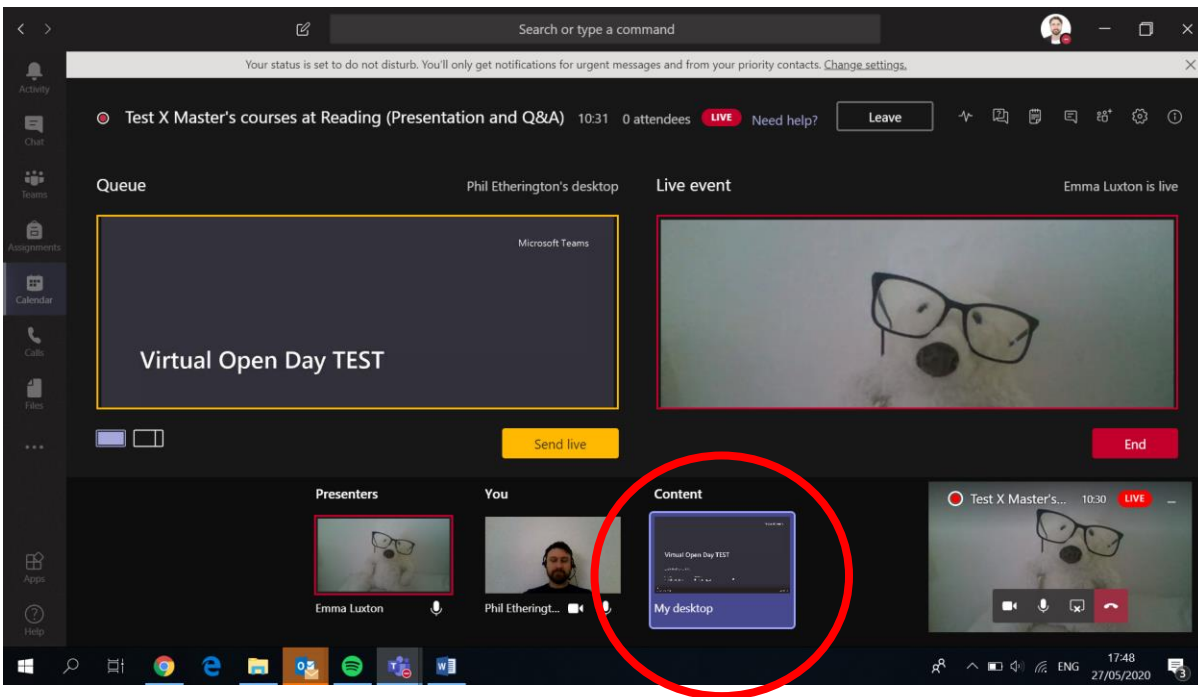 Search or type a command
Your status is set to do not disturb. You'll only get notifications for urgent messages and from your priority contacts. Change settings.
Activity
Chat
Teams
Assignments
Calendar
Calls
Files
Apps
Help
Test X Master's courses at Reading (Presentation and Q&A) 10:31 0 attendees LIVE Need help? Leave
Queue Phil Etherington's desktop
Microsoft Teams
Virtual Open Day TEST
Send live
Live event Emma Luxton is live
End
Presenters
Emma Luxton
You
Phil Etheringt...
Content
Virtual Open Day TEST
My desktop
Test X Master's... 10:30 LIVE
ENG
17:48
27/05/2020
3